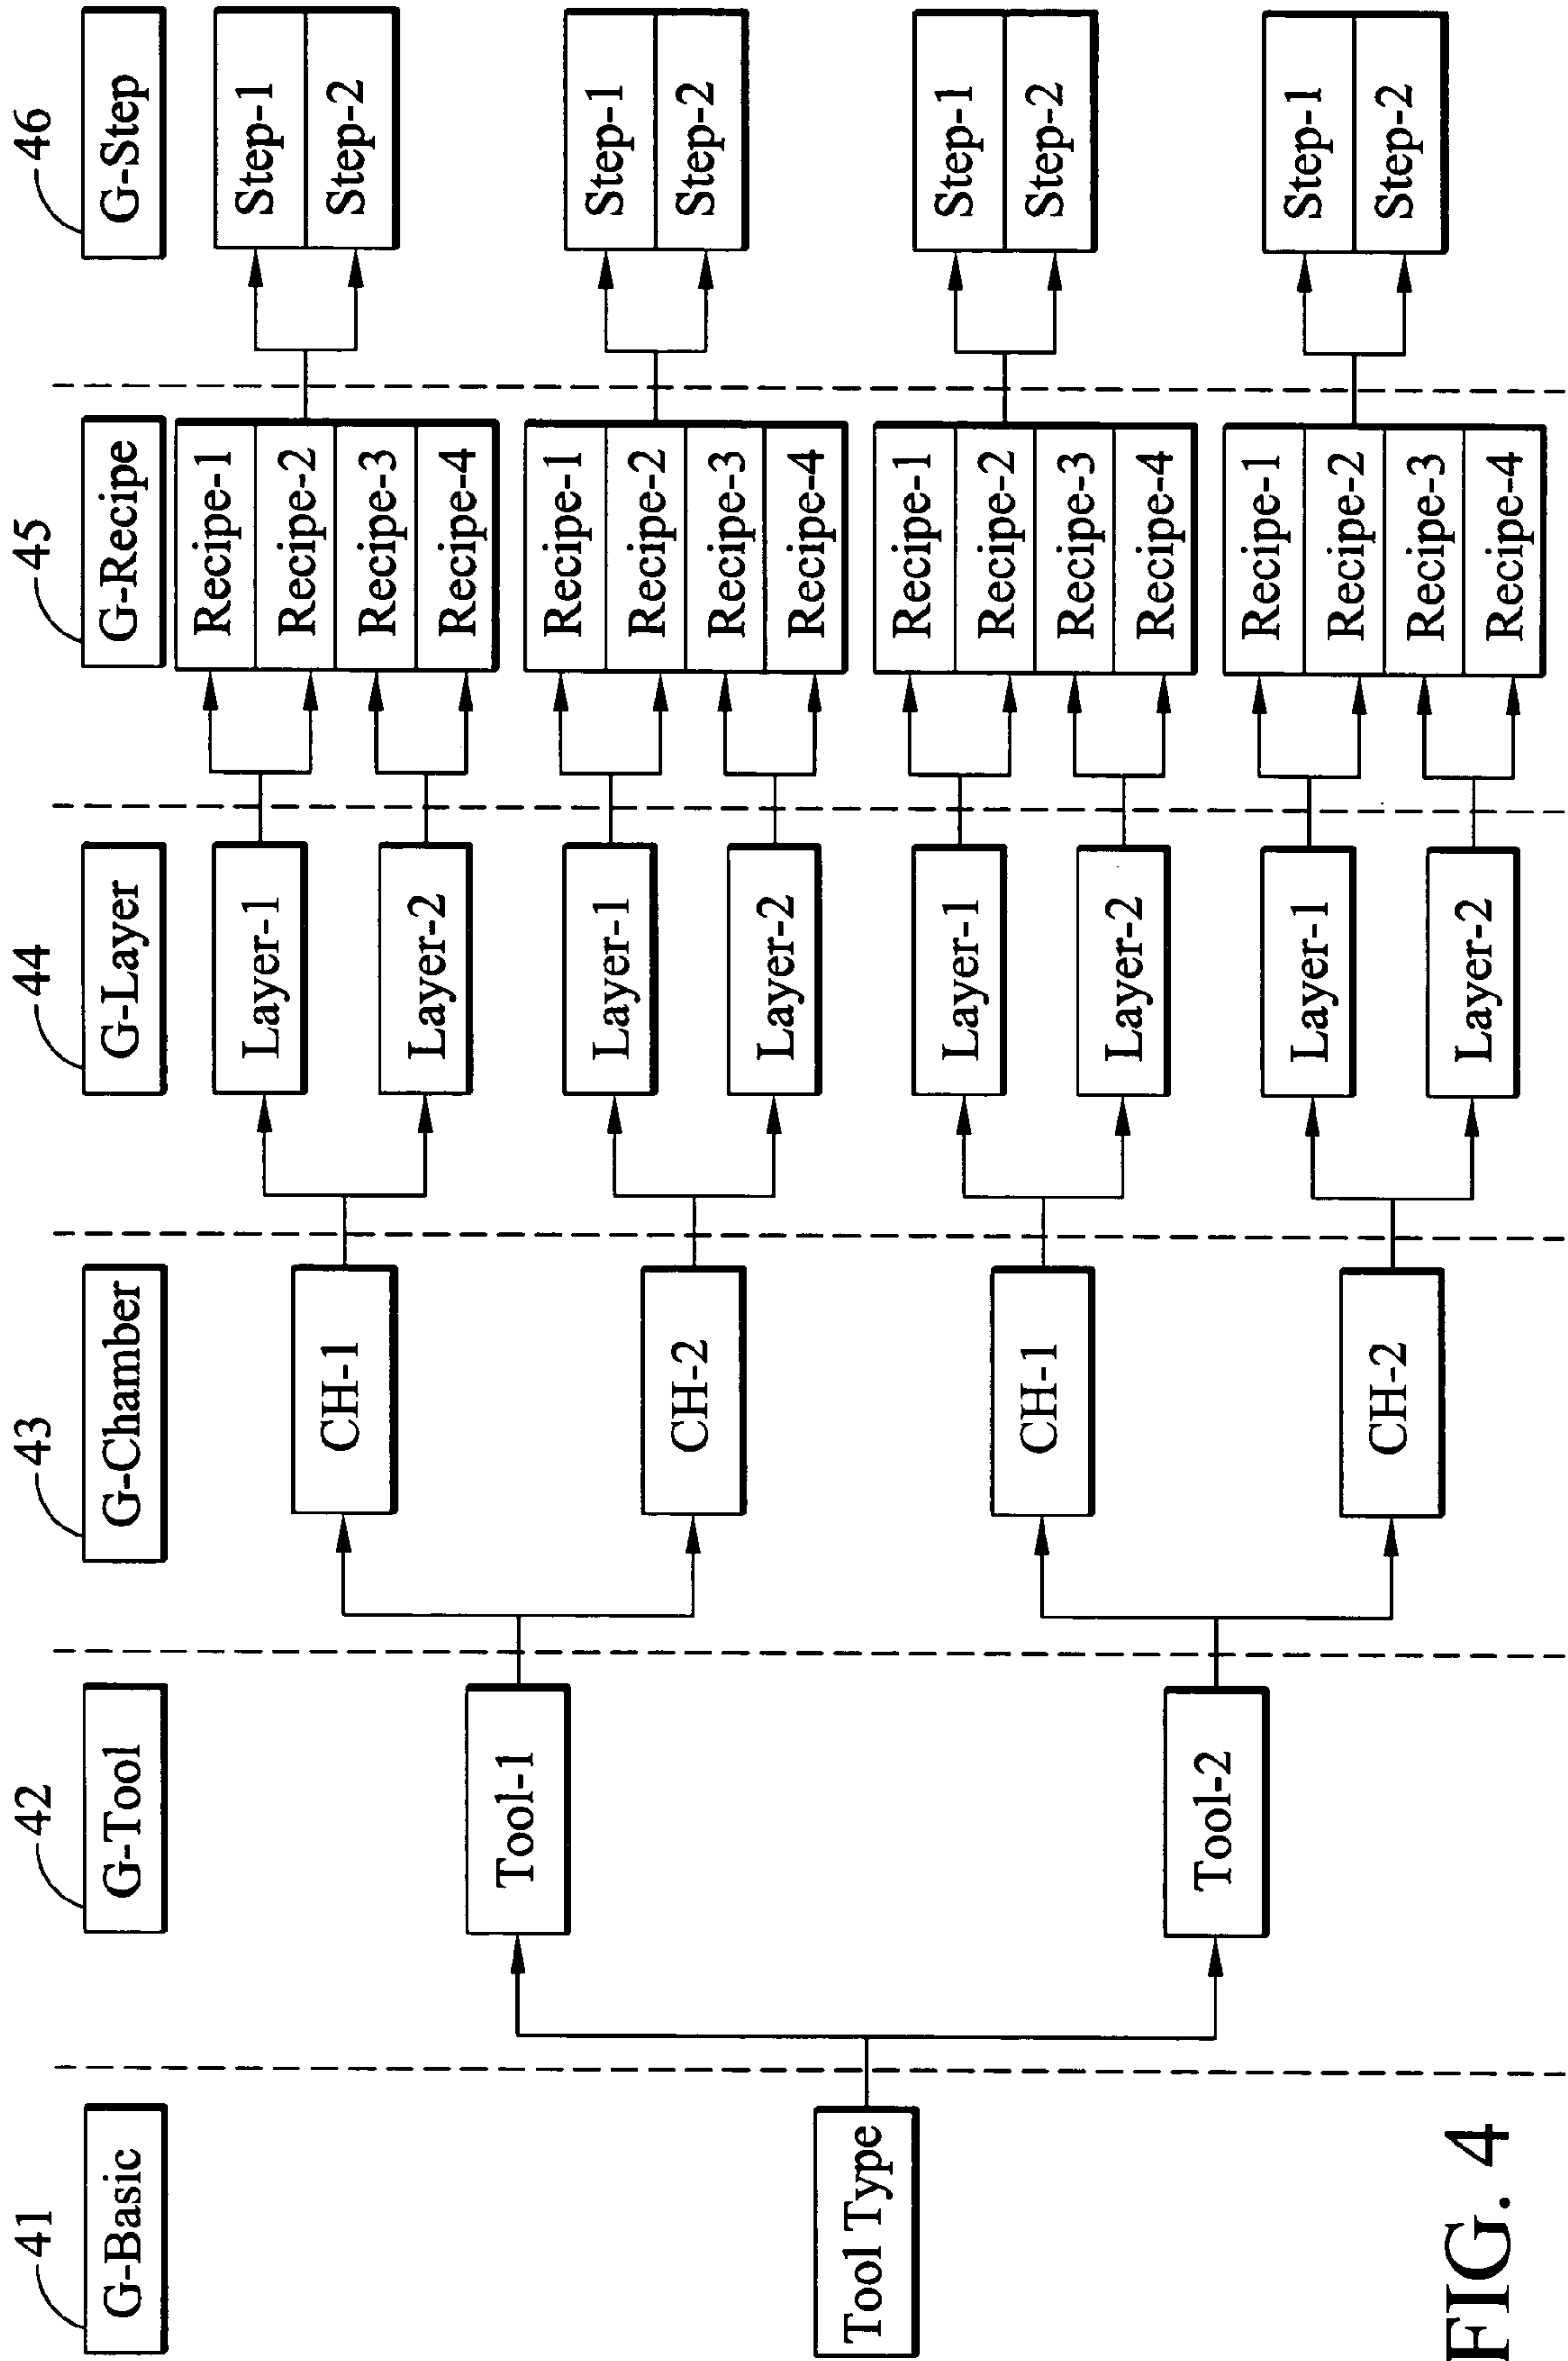 41
42
43
44
45
46
G-Basic
G-Tool
G-Chamber
G-Layer
G-Recipe
G-Step
Tool Type
Tool-1
Tool-2
CH-1
CH-2
CH-1
CH-2
Layer-1
Layer-2
Layer-1
Layer-2
Layer-1
Layer-2
Layer-1
Layer-2
Recipe-1
Recipe-2
Recipe-3
Recipe-4
Recipe-1
Recipe-2
Recipe-3
Recipe-4
Recipe-1
Recipe-2
Recipe-3
Recipe-4
Recipe-1
Recipe-2
Recipe-3
Recipe-4
Step-1
Step-2
Step-1
Step-2
Step-1
Step-2
Step-1
Step-2
FIG. 4